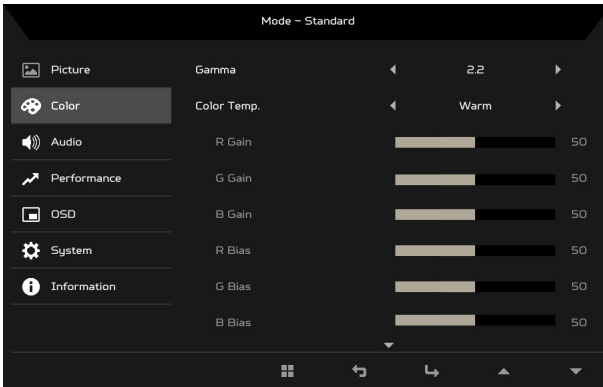 Mode – Standard
Picture
Gamma 2.2
Color
Color Temp. Warm
Audio
R Gain 50
Performance
G Gain 50
OSD
B Gain 50
System
R Bias 50
Information
G Bias 50
B Bias 50